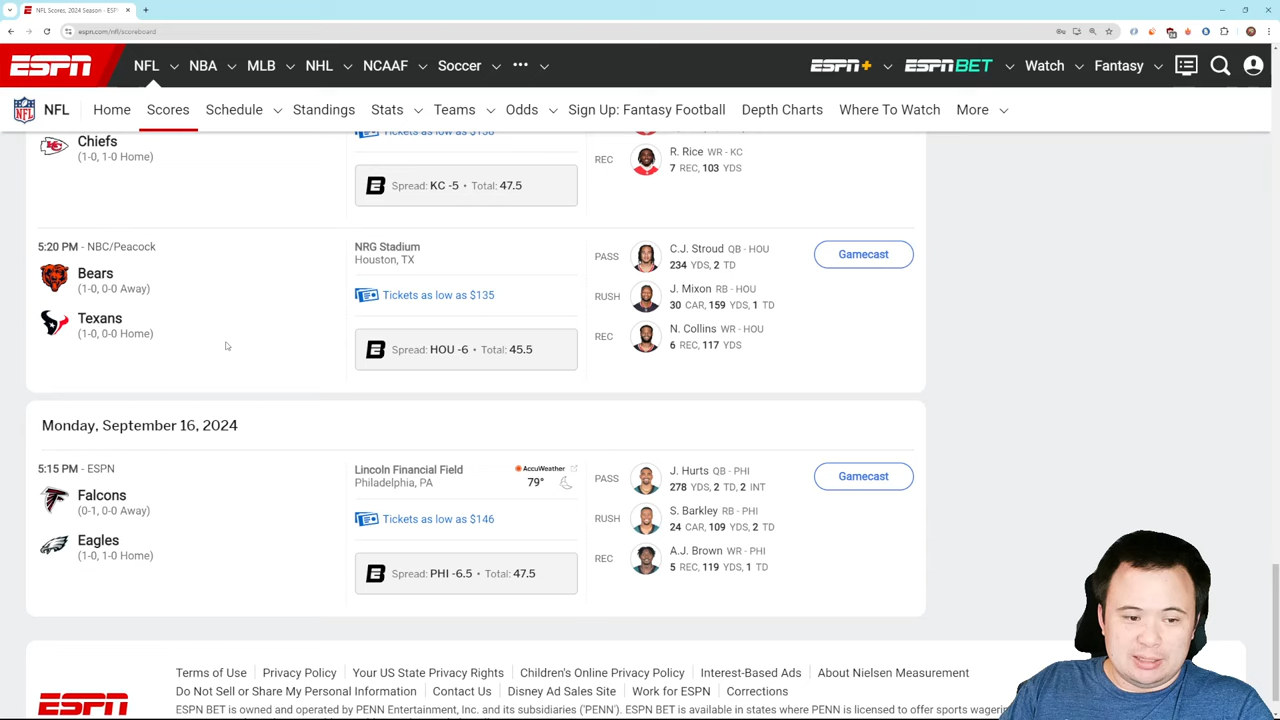 NFL Scores, 2024 Season - ESP
espn.com/nfl/scoreboard
ESPN NFL NBA MLB NHL NCAAF Soccer ESPN+ ESPN BET Watch Fantasy
NFL Home Scores Schedule Standings Stats Teams Odds Sign Up: Fantasy Football Depth Charts Where To Watch More
Chiefs
(1-0, 1-0 Home)
Tickets as low as $138
Spread: KC -5 • Total: 47.5
REC
R. Rice WR - KC
7 REC, 103 YDS
5:20 PM - NBC/Peacock
Bears
(1-0, 0-0 Away)
Texans
(1-0, 0-0 Home)
NRG Stadium
Houston, TX
Tickets as low as $135
Spread: HOU -6 • Total: 45.5
PASS
C.J. Stroud QB - HOU
234 YDS, 2 TD
RUSH
J. Mixon RB - HOU
30 CAR, 159 YDS, 1 TD
REC
N. Collins WR - HOU
6 REC, 117 YDS
Gamecast
Monday, September 16, 2024
5:15 PM - ESPN
Falcons
(0-1, 0-0 Away)
Eagles
(1-0, 1-0 Home)
Lincoln Financial Field
Philadelphia, PA
AccuWeather
79°
Tickets as low as $146
Spread: PHI -6.5 • Total: 47.5
PASS
J. Hurts QB - PHI
278 YDS, 2 TD, 2 INT
RUSH
S. Barkley RB - PHI
24 CAR, 109 YDS, 2 TD
REC
A.J. Brown WR - PHI
5 REC, 119 YDS, 1 TD
Gamecast
ESPN
Terms of Use Privacy Policy Your US State Privacy Rights Children's Online Privacy Policy Interest-Based Ads About Nielsen Measurement
Do Not Sell or Share My Personal Information Contact Us Disney Ad Sales Site Work for ESPN Corrections
ESPN BET is owned and operated by PENN Entertainment, Inc. and its subsidiaries ('PENN'). ESPN BET is available in states where PENN is licensed to offer sports wagerin